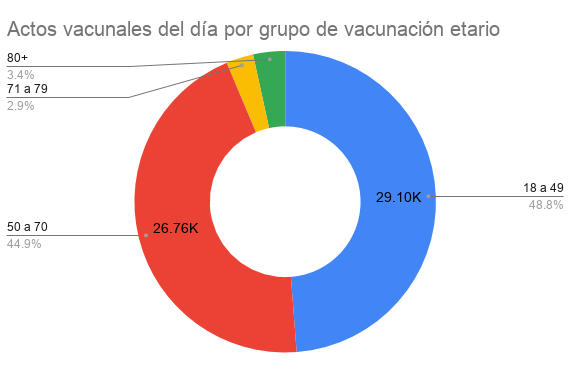 Actos vacunales del día por grupo de vacunación etario
80+
3.4%
71 a 79
2.9%
18 a 49
48.8%
29.10K
50 a 70
44.9%
26.76K